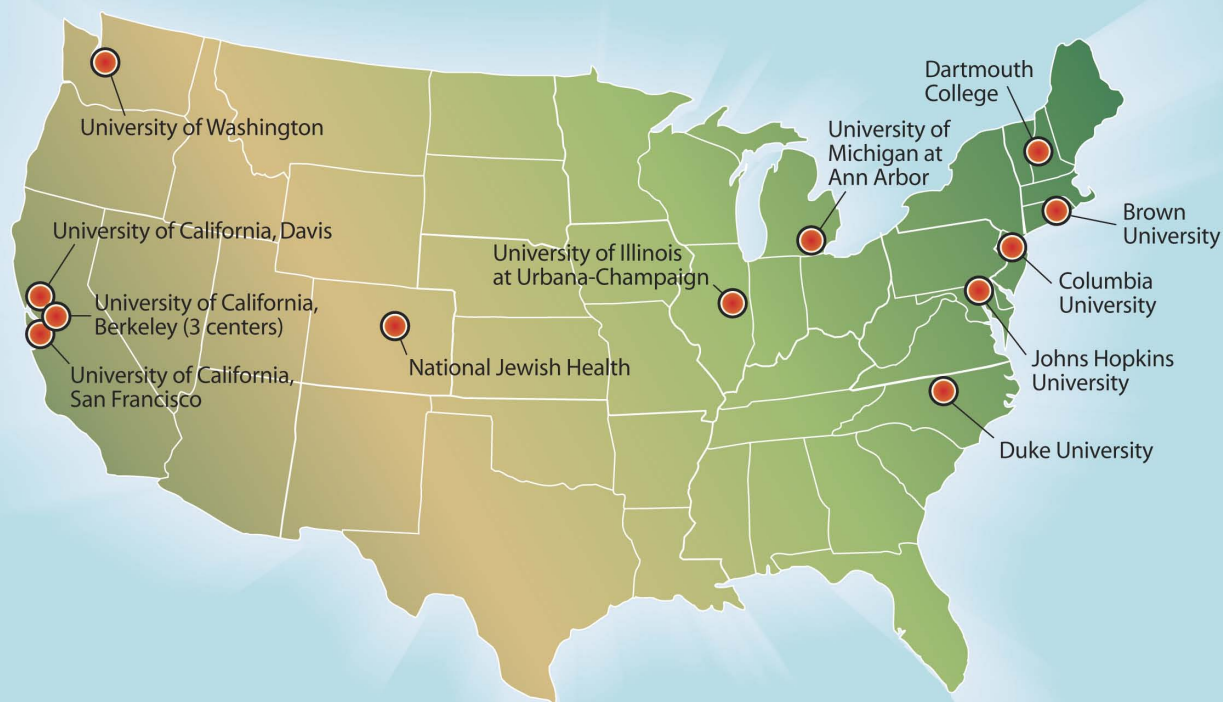 Dartmouth
College
University of Washington
University of
Michigan at
Ann Arbor
Brown
University
University of California, Davis
University of Illinois
at Urbana-Champaign
Columbia
University
University of California,
Berkeley (3 centers)
Johns Hopkins
University
National Jewish Health
University of California,
San Francisco
Duke University